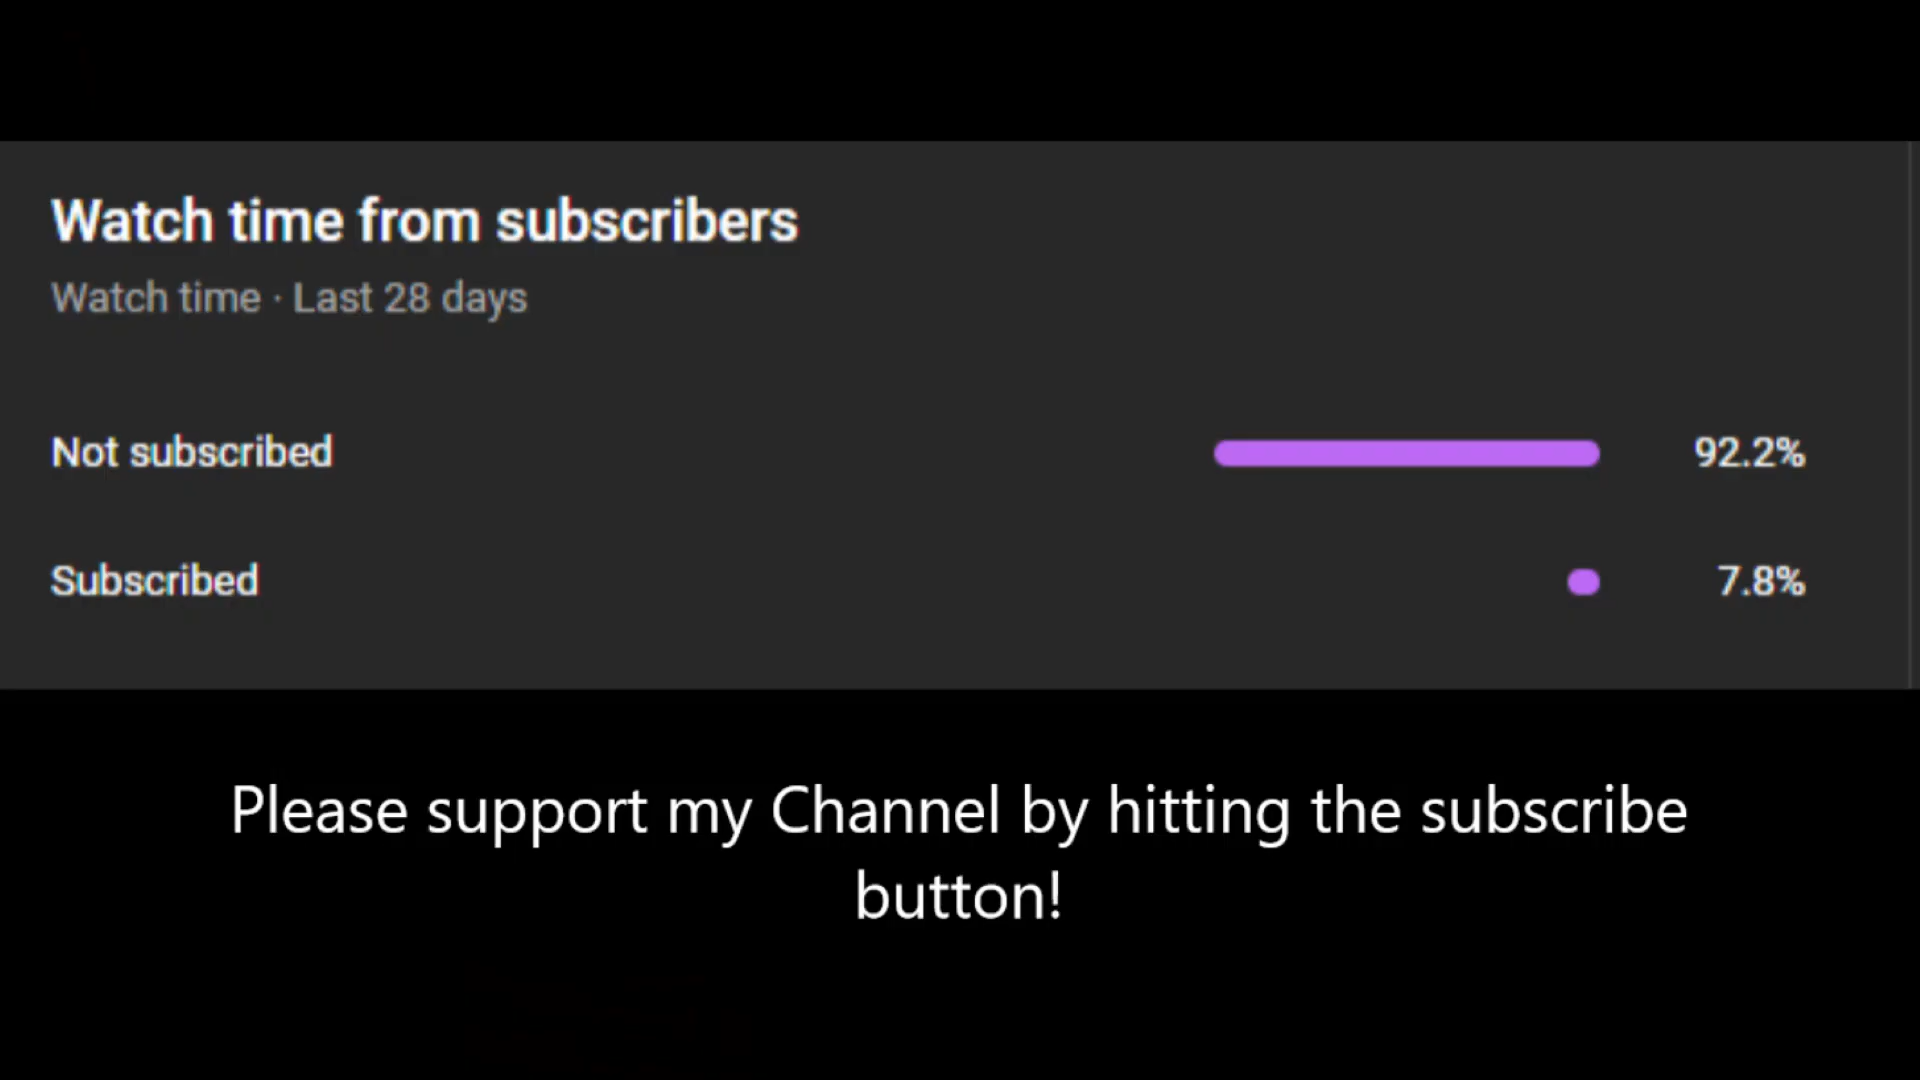 Watch time from subscribers
Watch time · Last 28 days
Not subscribed 92.2%
Subscribed 7.8%
Please support my Channel by hitting the subscribe
button!